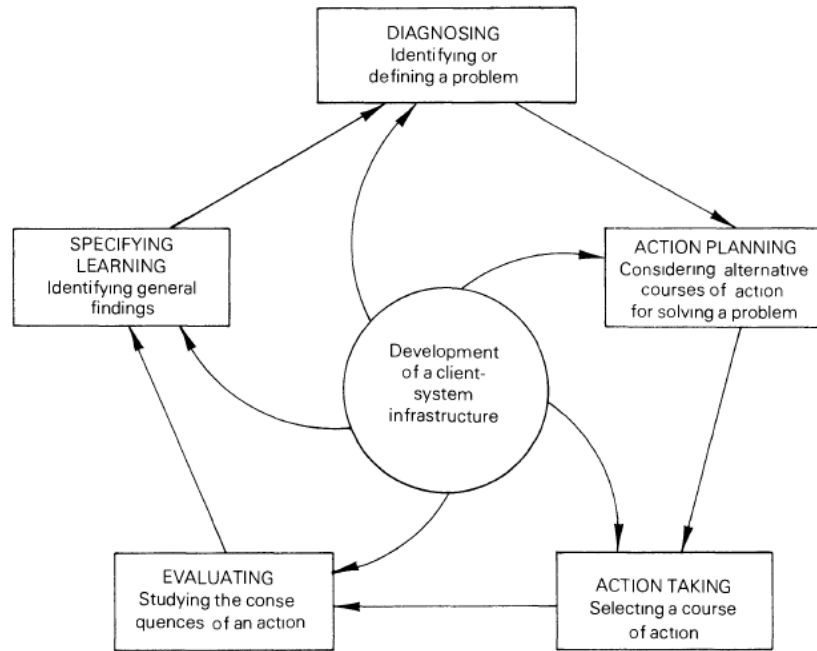 DIAGNOSING
Identifying or
defining a problem
SPECIFYING
LEARNING
Identifying general
findings
ACTION PLANNING
Considering alternative
courses of action
for solving a problem
Development
of a client-
system
infrastructure
EVALUATING
Studying the conse
quences of an action
ACTION TAKING
Selecting a course
of action